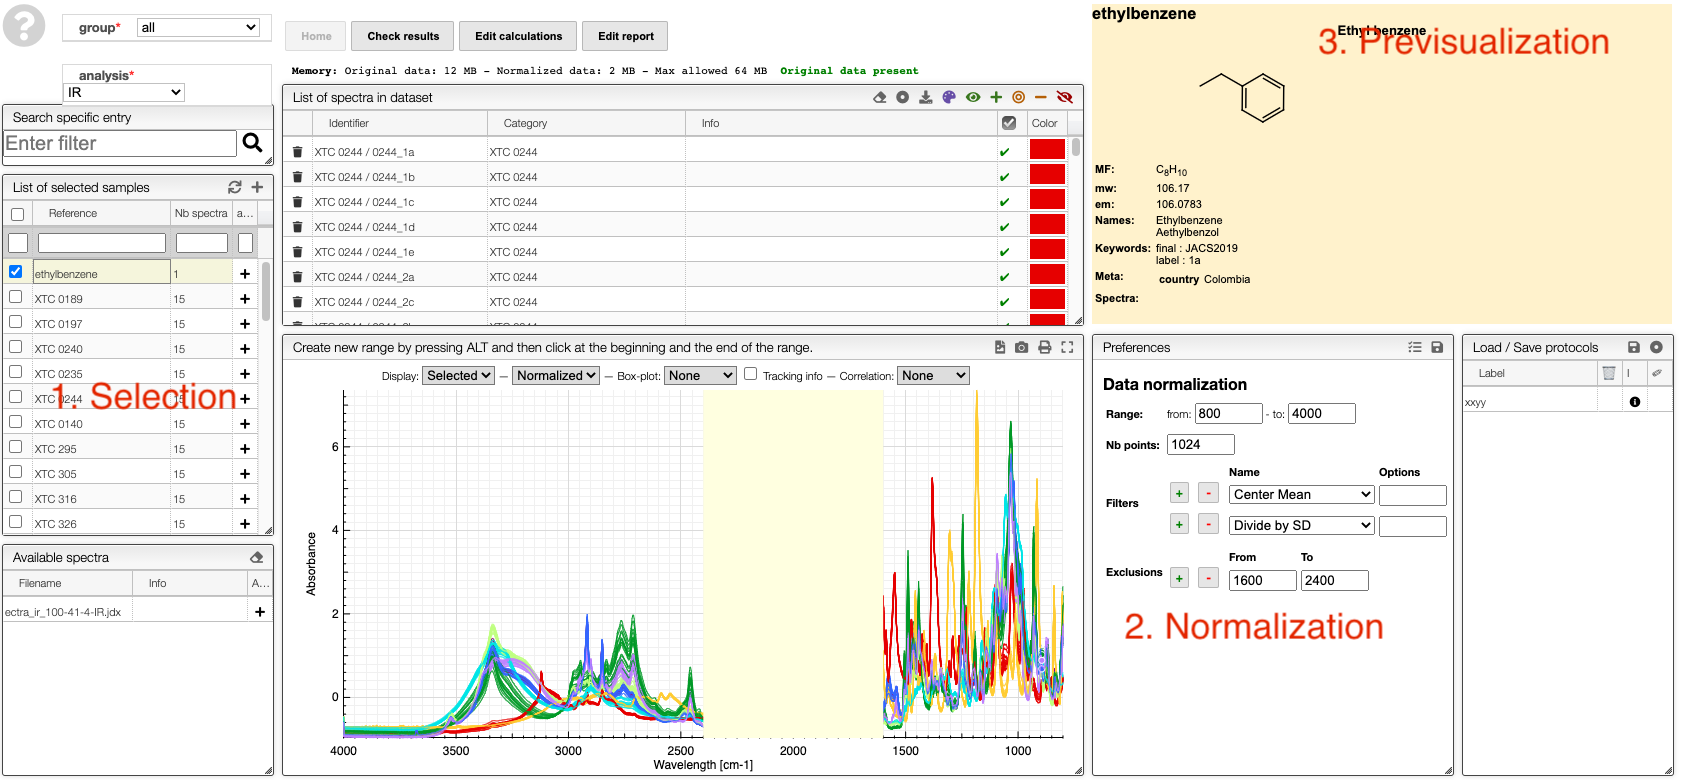 ?
group* all
analysis*
IR
Search specific entry
Enter filter
List of selected samples
Reference Nb spectra a...
ethylbenzene 1 +
XTC 0189 15 +
XTC 0197 15 +
XTC 0240 15 +
XTC 0235 15 +
XTC 0244 15 +
1. Selection
XTC 0140 15 +
XTC 295 15 +
XTC 305 15 +
XTC 316 15 +
XTC 326 15 +
Available spectra
Filename Info A...
ectra_ir_100-41-4-IR.jdx +
Home Check results Edit calculations Edit report
Memory: Original data: 12 MB - Normalized data: 2 MB - Max allowed 64 MB Original data present
List of spectra in dataset
Identifier Category Info Color
XTC 0244 / 0244_1a XTC 0244
XTC 0244 / 0244_1b XTC 0244
XTC 0244 / 0244_1c XTC 0244
XTC 0244 / 0244_1d XTC 0244
XTC 0244 / 0244_1e XTC 0244
XTC 0244 / 0244_2a XTC 0244
XTC 0244 / 0244_2c XTC 0244
Create new range by pressing ALT and then click at the beginning and the end of the range.
Display: Selected — Normalized — Box-plot: None Tracking info — Correlation: None
Absorbance
6
4
2
0
4000 3500 3000 2500 2000 1500 1000
Wavelength [cm-1]
ethylbenzene
Ethyl benzene
3. Previsualization
MF: C8H10
mw: 106.17
em: 106.0783
Names: Ethylbenzene
Aethylbenzol
Keywords: final : JACS2019
label : 1a
Meta: country Colombia
Spectra:
Preferences
Data normalization
Range: from: 800 - to: 4000
Nb points: 1024
Name Options
Filters + - Center Mean
+ - Divide by SD
From To
Exclusions + - 1600 2400
2. Normalization
Load / Save protocols
Label I
xxyy